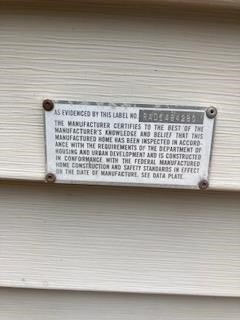 AS EVIDENCED BY THIS LABEL NO.
THE MANUFACTURER CERTIFIES TO THE BEST OF THE
MANUFACTURER'S KNOWLEDGE AND BELIEF THAT THIS
MANUFACTURED HOME HAS BEEN INSPECTED IN ACCORD-
ANCE WITH THE REQUIREMENTS OF THE DEPARTMENT OF
HOUSING AND URBAN DEVELOPMENT AND IS CONSTRUCTED
IN CONFORMANCE WITH THE FEDERAL MANUFACTURED
HOME CONSTRUCTION AND SAFETY STANDARDS IN EFFECT
ON THE DATE OF MANUFACTURE. SEE DATA PLATE.